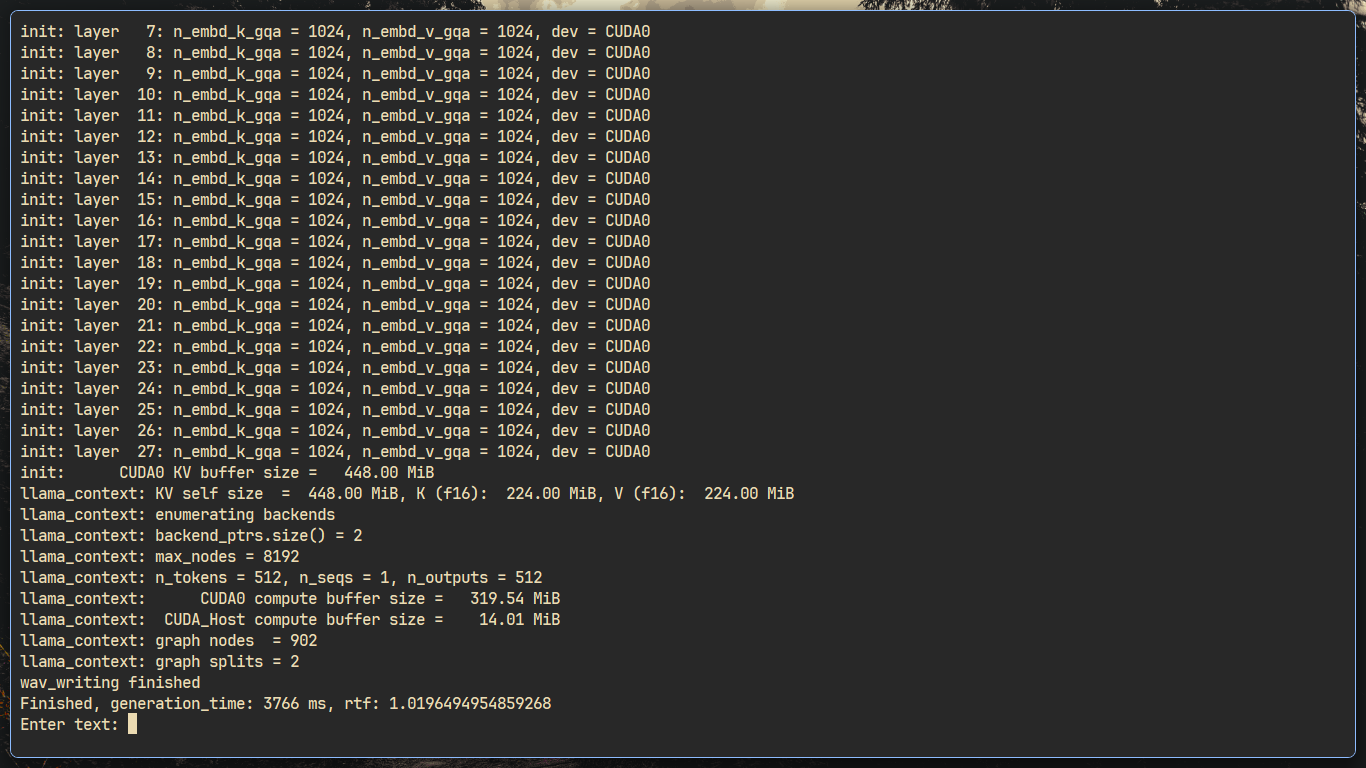 init: layer   7: n_embd_k_gqa = 1024, n_embd_v_gqa = 1024, dev = CUDA0
init: layer   8: n_embd_k_gqa = 1024, n_embd_v_gqa = 1024, dev = CUDA0
init: layer   9: n_embd_k_gqa = 1024, n_embd_v_gqa = 1024, dev = CUDA0
init: layer  10: n_embd_k_gqa = 1024, n_embd_v_gqa = 1024, dev = CUDA0
init: layer  11: n_embd_k_gqa = 1024, n_embd_v_gqa = 1024, dev = CUDA0
init: layer  12: n_embd_k_gqa = 1024, n_embd_v_gqa = 1024, dev = CUDA0
init: layer  13: n_embd_k_gqa = 1024, n_embd_v_gqa = 1024, dev = CUDA0
init: layer  14: n_embd_k_gqa = 1024, n_embd_v_gqa = 1024, dev = CUDA0
init: layer  15: n_embd_k_gqa = 1024, n_embd_v_gqa = 1024, dev = CUDA0
init: layer  16: n_embd_k_gqa = 1024, n_embd_v_gqa = 1024, dev = CUDA0
init: layer  17: n_embd_k_gqa = 1024, n_embd_v_gqa = 1024, dev = CUDA0
init: layer  18: n_embd_k_gqa = 1024, n_embd_v_gqa = 1024, dev = CUDA0
init: layer  19: n_embd_k_gqa = 1024, n_embd_v_gqa = 1024, dev = CUDA0
init: layer  20: n_embd_k_gqa = 1024, n_embd_v_gqa = 1024, dev = CUDA0
init: layer  21: n_embd_k_gqa = 1024, n_embd_v_gqa = 1024, dev = CUDA0
init: layer  22: n_embd_k_gqa = 1024, n_embd_v_gqa = 1024, dev = CUDA0
init: layer  23: n_embd_k_gqa = 1024, n_embd_v_gqa = 1024, dev = CUDA0
init: layer  24: n_embd_k_gqa = 1024, n_embd_v_gqa = 1024, dev = CUDA0
init: layer  25: n_embd_k_gqa = 1024, n_embd_v_gqa = 1024, dev = CUDA0
init: layer  26: n_embd_k_gqa = 1024, n_embd_v_gqa = 1024, dev = CUDA0
init: layer  27: n_embd_k_gqa = 1024, n_embd_v_gqa = 1024, dev = CUDA0
init:      CUDA0 KV buffer size =   448.00 MiB
llama_context: KV self size  =  448.00 MiB, K (f16):  224.00 MiB, V (f16):  224.00 MiB
llama_context: enumerating backends
llama_context: backend_ptrs.size() = 2
llama_context: max_nodes = 8192
llama_context: n_tokens = 512, n_seqs = 1, n_outputs = 512
llama_context:      CUDA0 compute buffer size =   319.54 MiB
llama_context:  CUDA_Host compute buffer size =    14.01 MiB
llama_context: graph nodes  = 902
llama_context: graph splits = 2
wav_writing finished
Finished, generation_time: 3766 ms, rtf: 1.0196494954859268
Enter text: